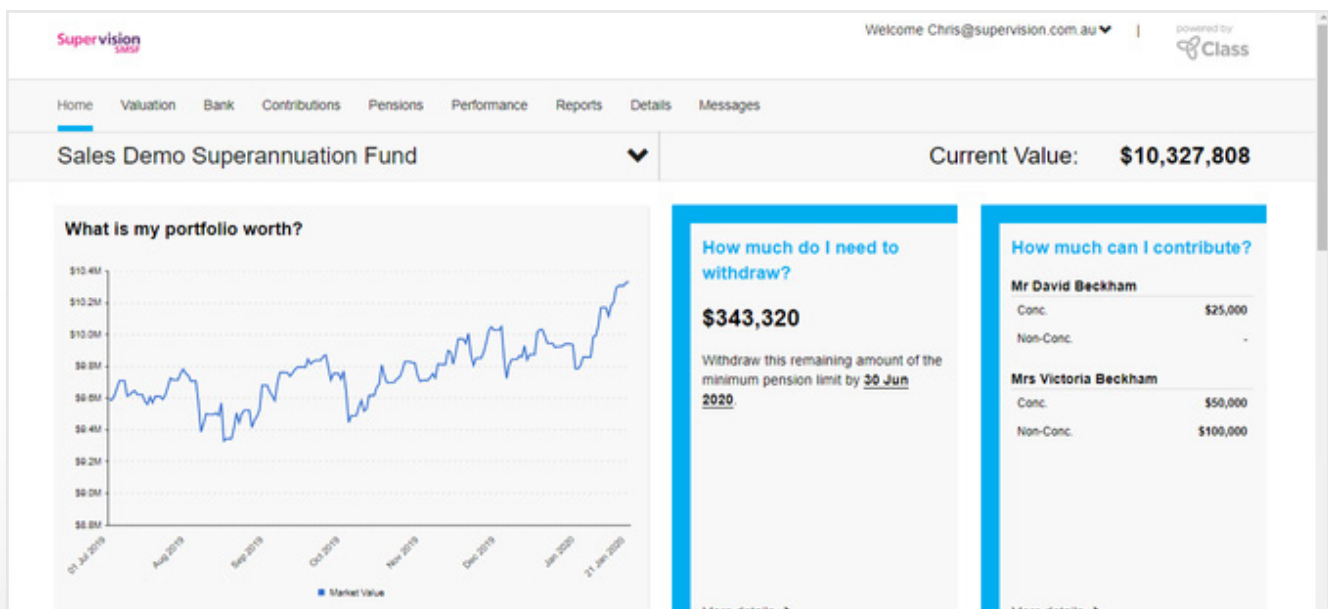 Supervision
SMSF
Welcome Chris@supervision.com.au
|
powered by
Class
Home Valuation Bank Contributions Pensions Performance Reports Details Messages
Sales Demo Superannuation Fund
Current Value: $10,327,808
What is my portfolio worth?
$10.4M
$10.2M
$10.0M
$9.8M
$9.6M
$9.4M
$9.2M
$9.0M
$8.8M
01 Jul 2019
Aug 2019
Sep 2019
Oct 2019
Nov 2019
Dec 2019
Jan 2020
21 Jan 2020
Market Value
How much do I need to
withdraw?
$343,320
Withdraw this remaining amount of the
minimum pension limit by 30 Jun
2020.
How much can I contribute?
Mr David Beckham
Conc. $25,000
Non-Conc. -
Mrs Victoria Beckham
Conc. $50,000
Non-Conc. $100,000